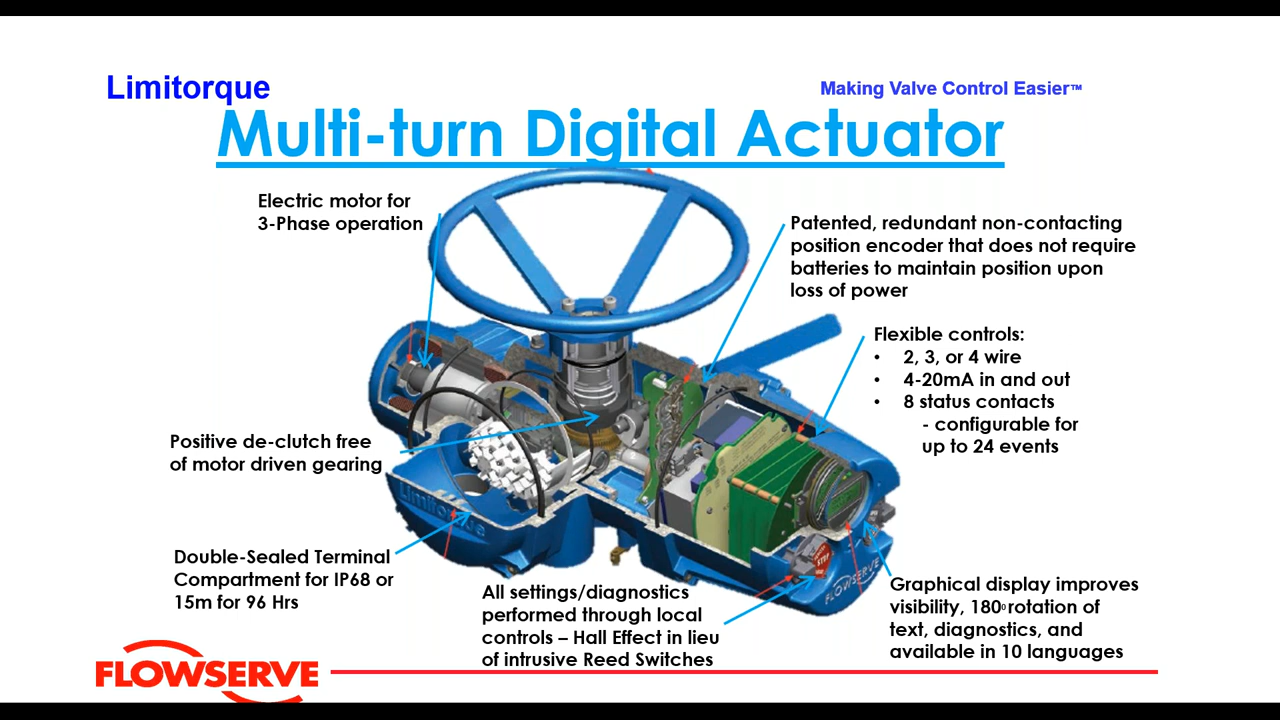 Limitorque
Making Valve Control Easier™
Multi-turn Digital Actuator
Electric motor for
3-Phase operation
Patented, redundant non-contacting
position encoder that does not require
batteries to maintain position upon
loss of power
Flexible controls:
• 2, 3, or 4 wire
• 4-20mA in and out
• 8 status contacts
- configurable for
up to 24 events
Positive de-clutch free
of motor driven gearing
Limitorque
STOP
FLOWSERVE
Double-Sealed Terminal
Compartment for IP68 or
15m for 96 Hrs
All settings/diagnostics
performed through local
controls – Hall Effect in lieu
of intrusive Reed Switches
Graphical display improves
visibility, 180⁰ rotation of
text, diagnostics, and
available in 10 languages
FLOWSERVE